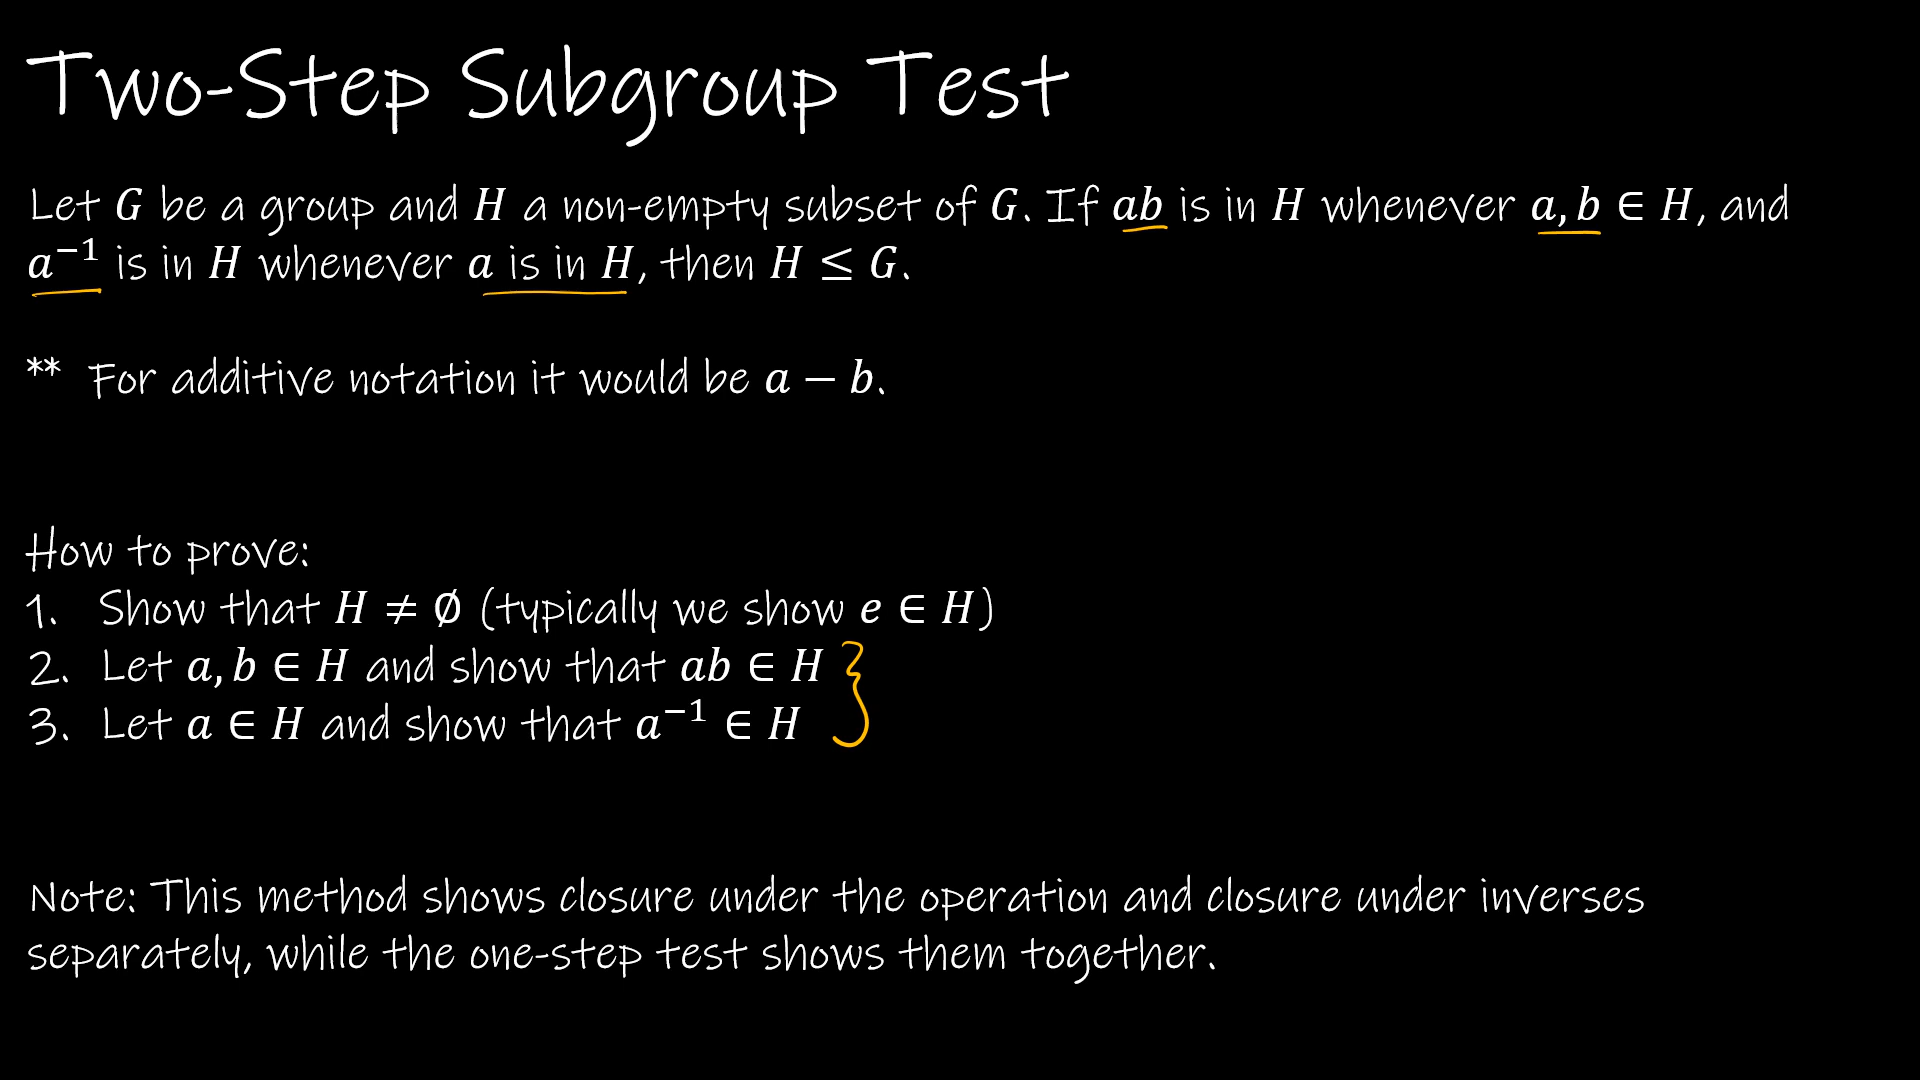 Two-Step Subgroup Test
Let G be a group and H a non-empty subset of G. If ab is in H whenever a, b ∈ H, and
a⁻¹ is in H whenever a is in H, then H ≤ G.
** For additive notation it would be a − b.
How to prove:
1. Show that H ≠ ∅ (typically we show e ∈ H)
2. Let a, b ∈ H and show that ab ∈ H
3. Let a ∈ H and show that a⁻¹ ∈ H
Note: This method shows closure under the operation and closure under inverses
separately, while the one-step test shows them together.